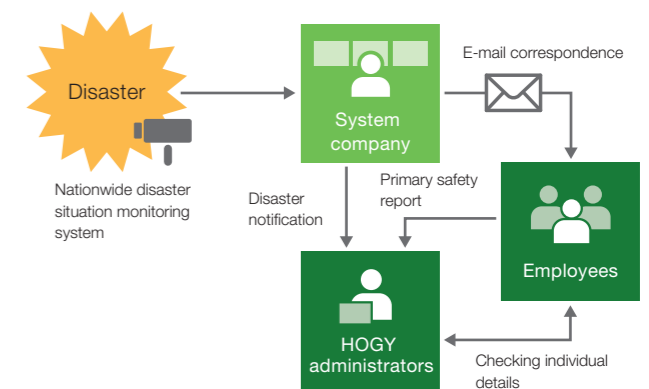 Disaster
Nationwide disaster
situation monitoring
system
System
company
E-mail correspondence
Disaster
notification
Primary safety
report
Employees
HOGY
administrators
Checking individual
details